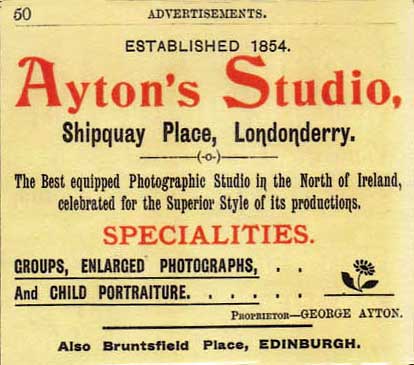 50 ADVERTISEMENTS.
ESTABLISHED 1854.
Ayton's Studio,
Shipquay Place, Londonderry.
(-o-)
The Best equipped Photographic Studio in the North of Ireland,
celebrated for the Superior Style of its productions.
SPECIALITIES.
GROUPS, ENLARGED PHOTOGRAPHS, . .
And CHILD PORTRAITURE. . . . . .
PROPRIETOR—GEORGE AYTON.
Also Bruntsfield Place, EDINBURGH.